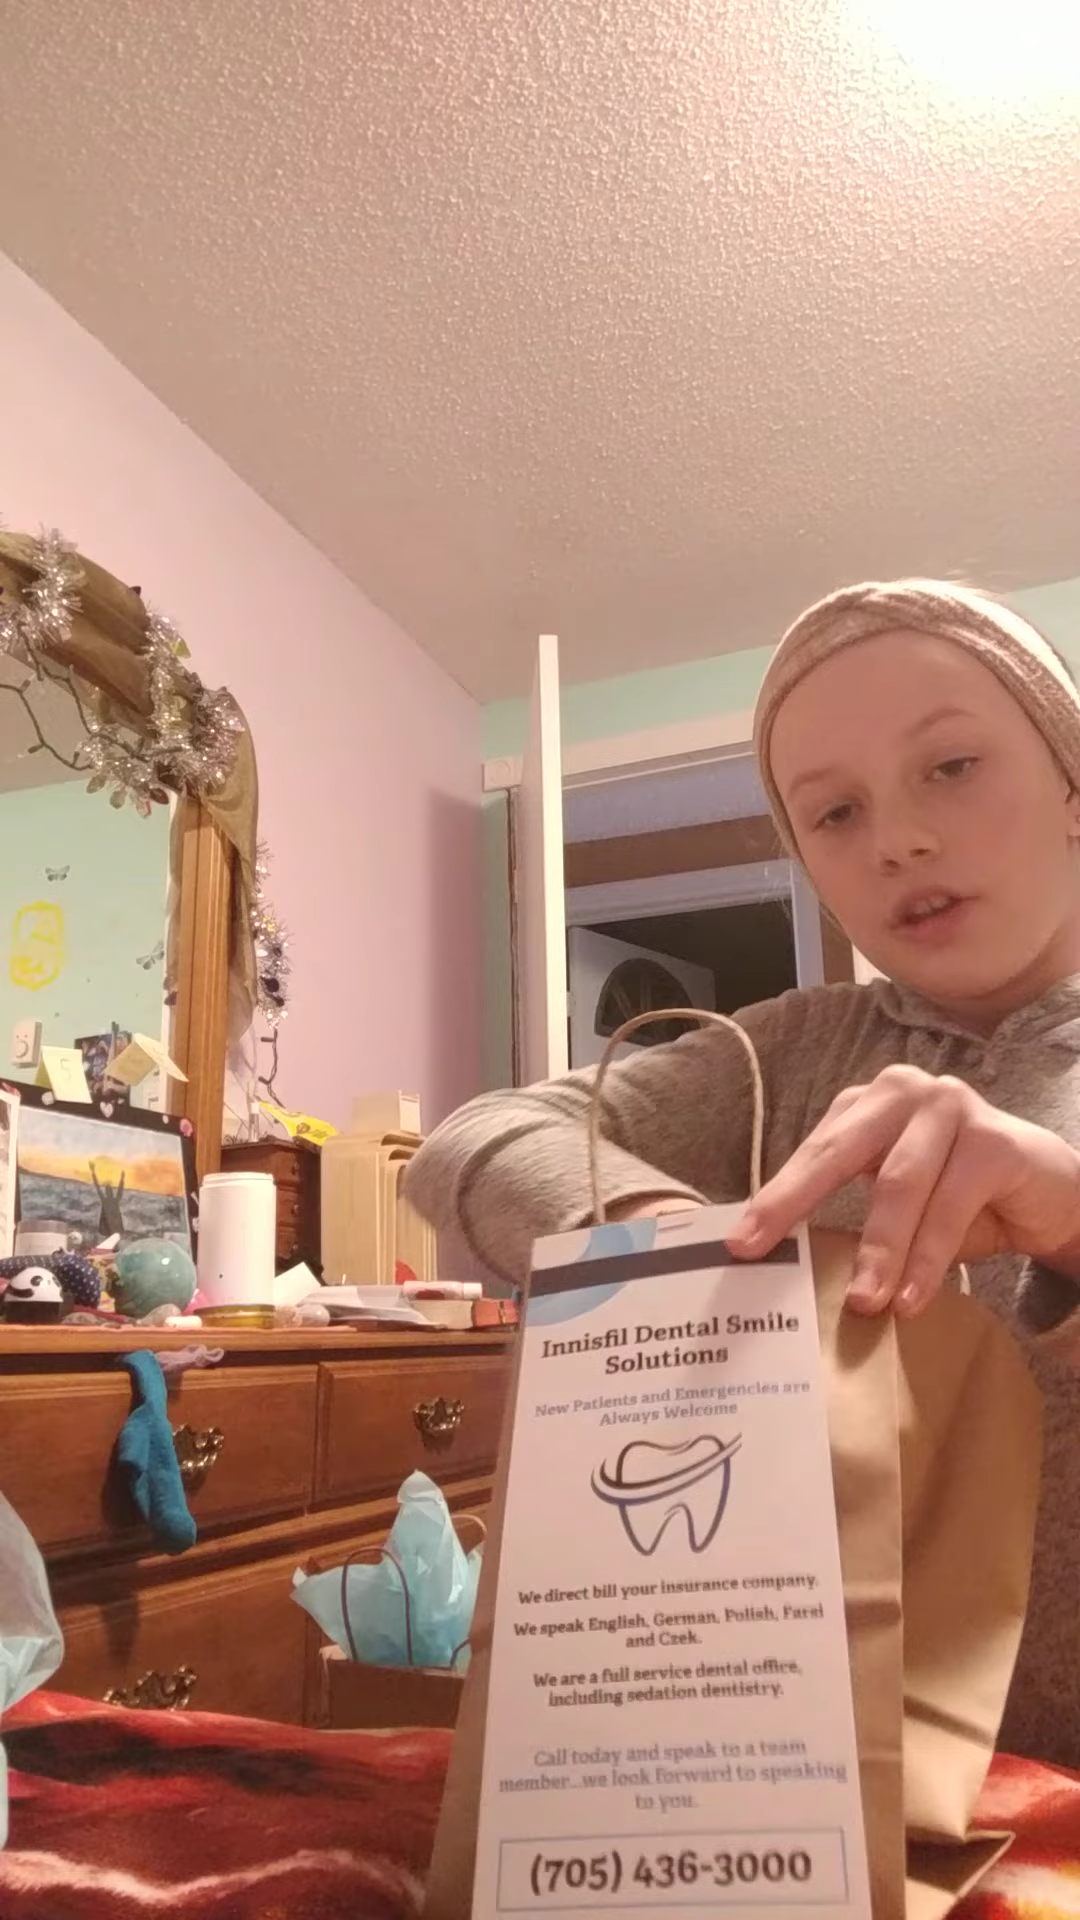 Innisfil Dental Smile
Solutions
New Patients and Emergencies are
Always Welcome
We direct bill your insurance company.
We speak English, German, Polish, Farsi
and Czek.
We are a full service dental office,
including sedation dentistry.
Call today and speak to a team
member...we look forward to speaking
to you.
(705) 436-3000